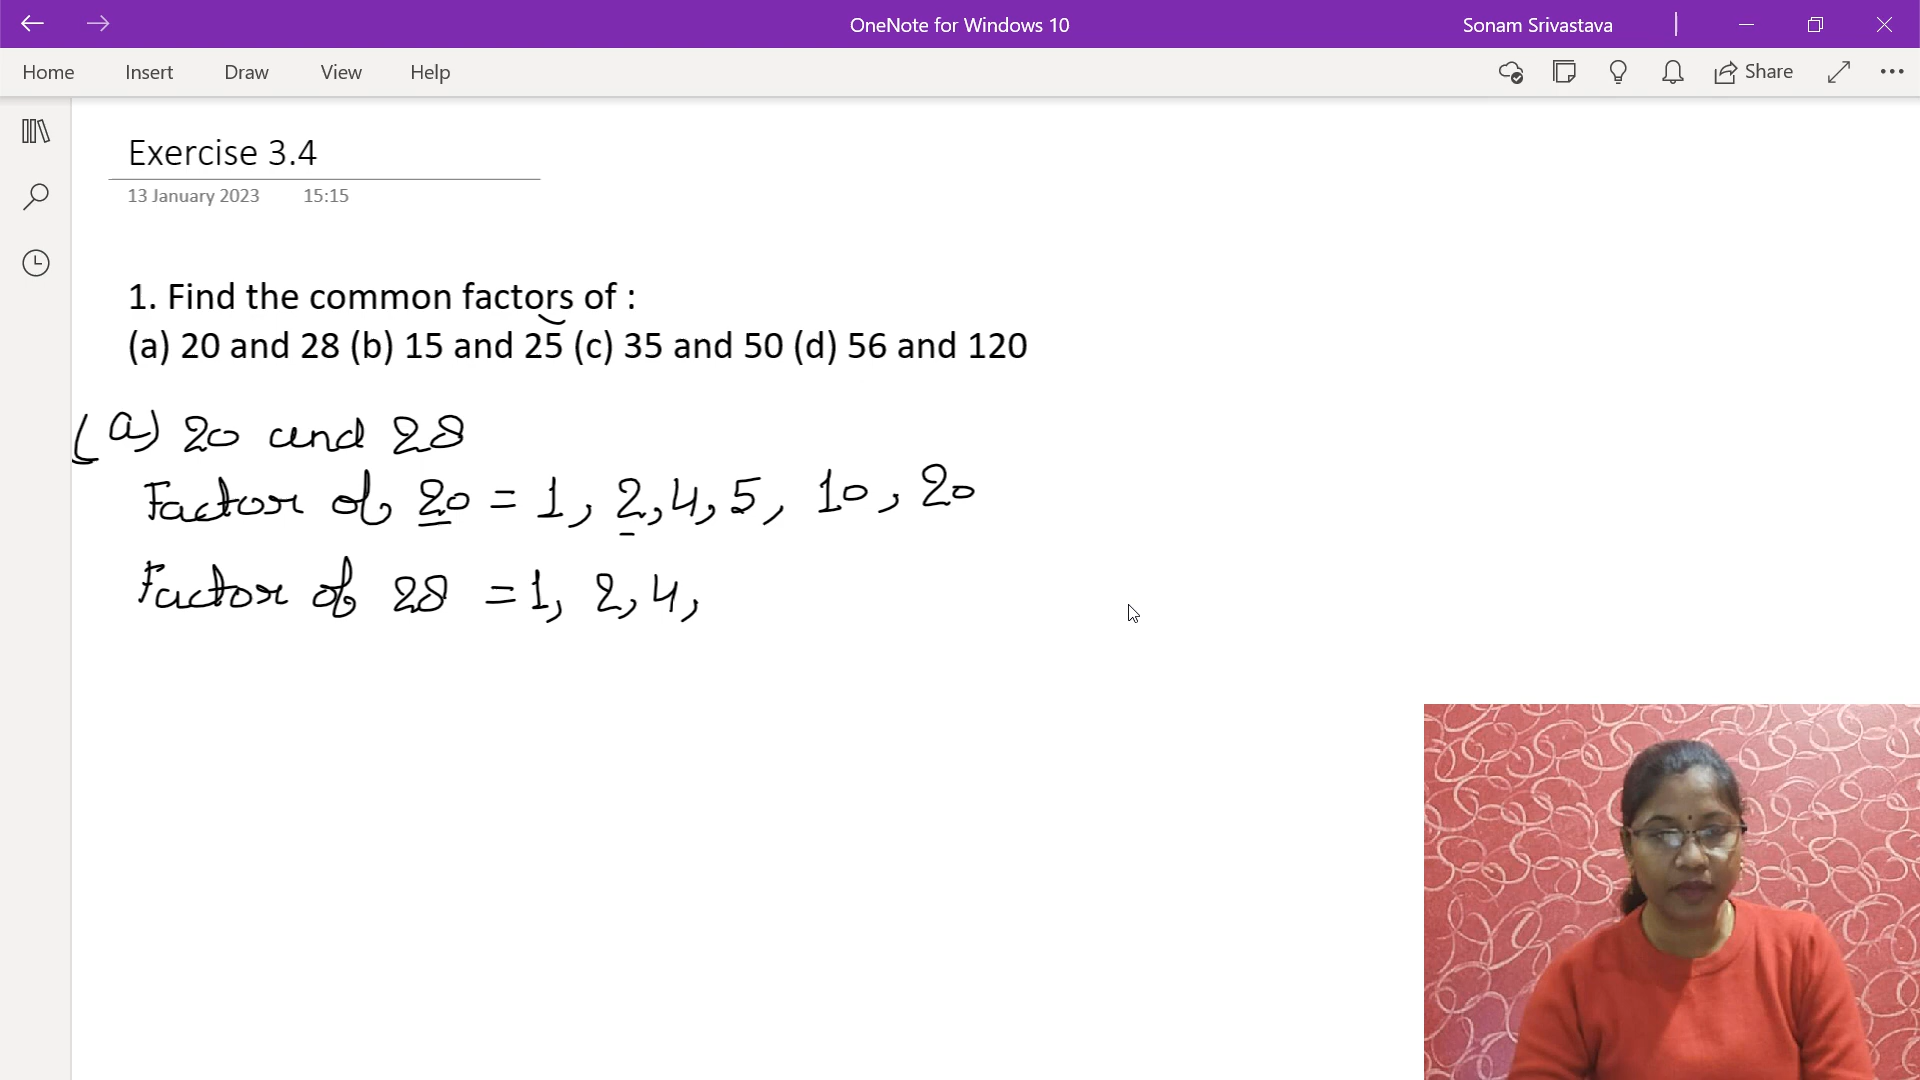 OneNote for Windows 10
Sonam Srivastava
Home Insert Draw View Help
Share
Exercise 3.4
13 January 2023 15:15
1. Find the common factors of :
(a) 20 and 28 (b) 15 and 25 (c) 35 and 50 (d) 56 and 120
(a) 20 and 28
Factor of 20 = 1, 2, 4, 5, 10, 20
Factor of 28 = 1, 2, 4,